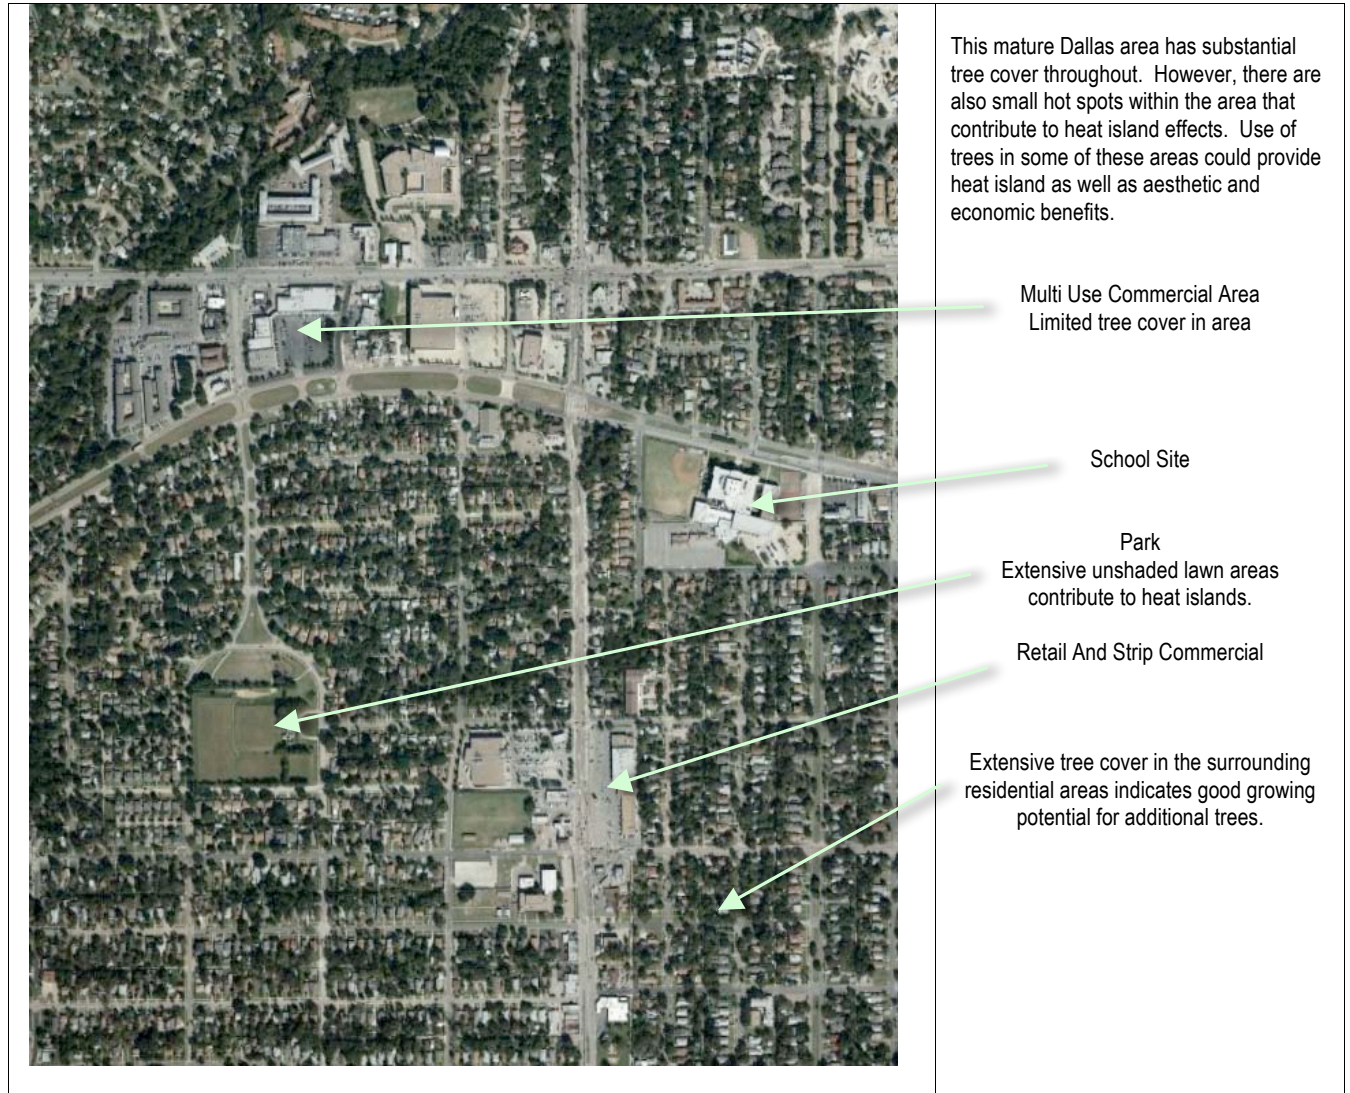 This mature Dallas area has substantial
tree cover throughout.  However, there are
also small hot spots within the area that
contribute to heat island effects.  Use of
trees in some of these areas could provide
heat island as well as aesthetic and
economic benefits.
Multi Use Commercial Area
Limited tree cover in area
School Site
Park
Extensive unshaded lawn areas
contribute to heat islands.
Retail And Strip Commercial
Extensive tree cover in the surrounding
residential areas indicates good growing
potential for additional trees.